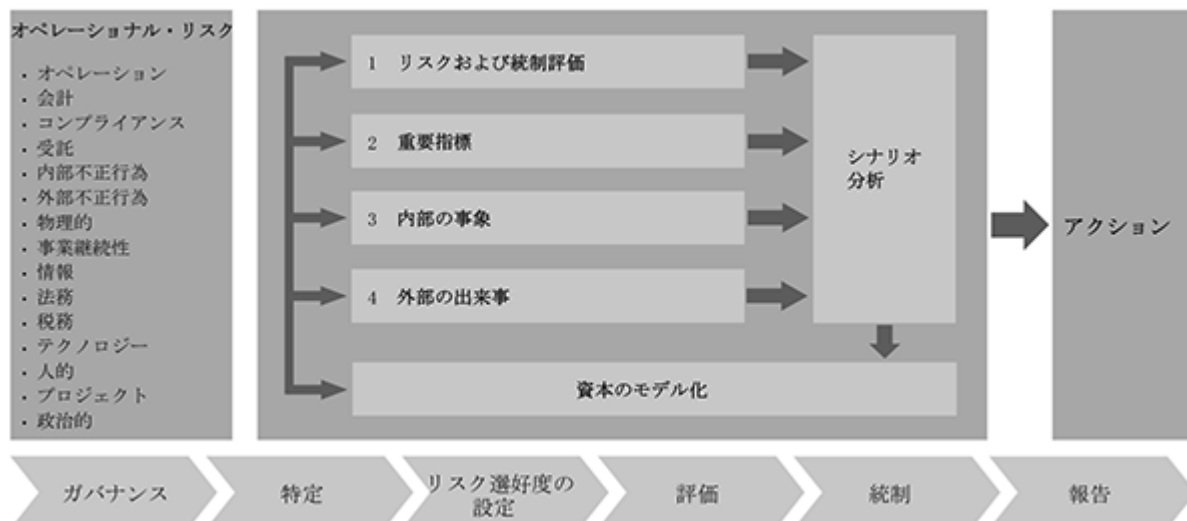 オペレーショナル・リスク
・オペレーション
・会計
・コンプライアンス
・受託
・内部不正行為
・外部不正行為
・物理的
・事業継続性
・情報
・法務
・税務
・テクノロジー
・人的
・プロジェクト
・政治的
1 リスクおよび統制評価
2 重要指標
3 内部の事象
4 外部の出来事
シナリオ
分析
資本のモデル化
アクション
ガバナンス
特定
リスク選好度の
設定
評価
統制
報告